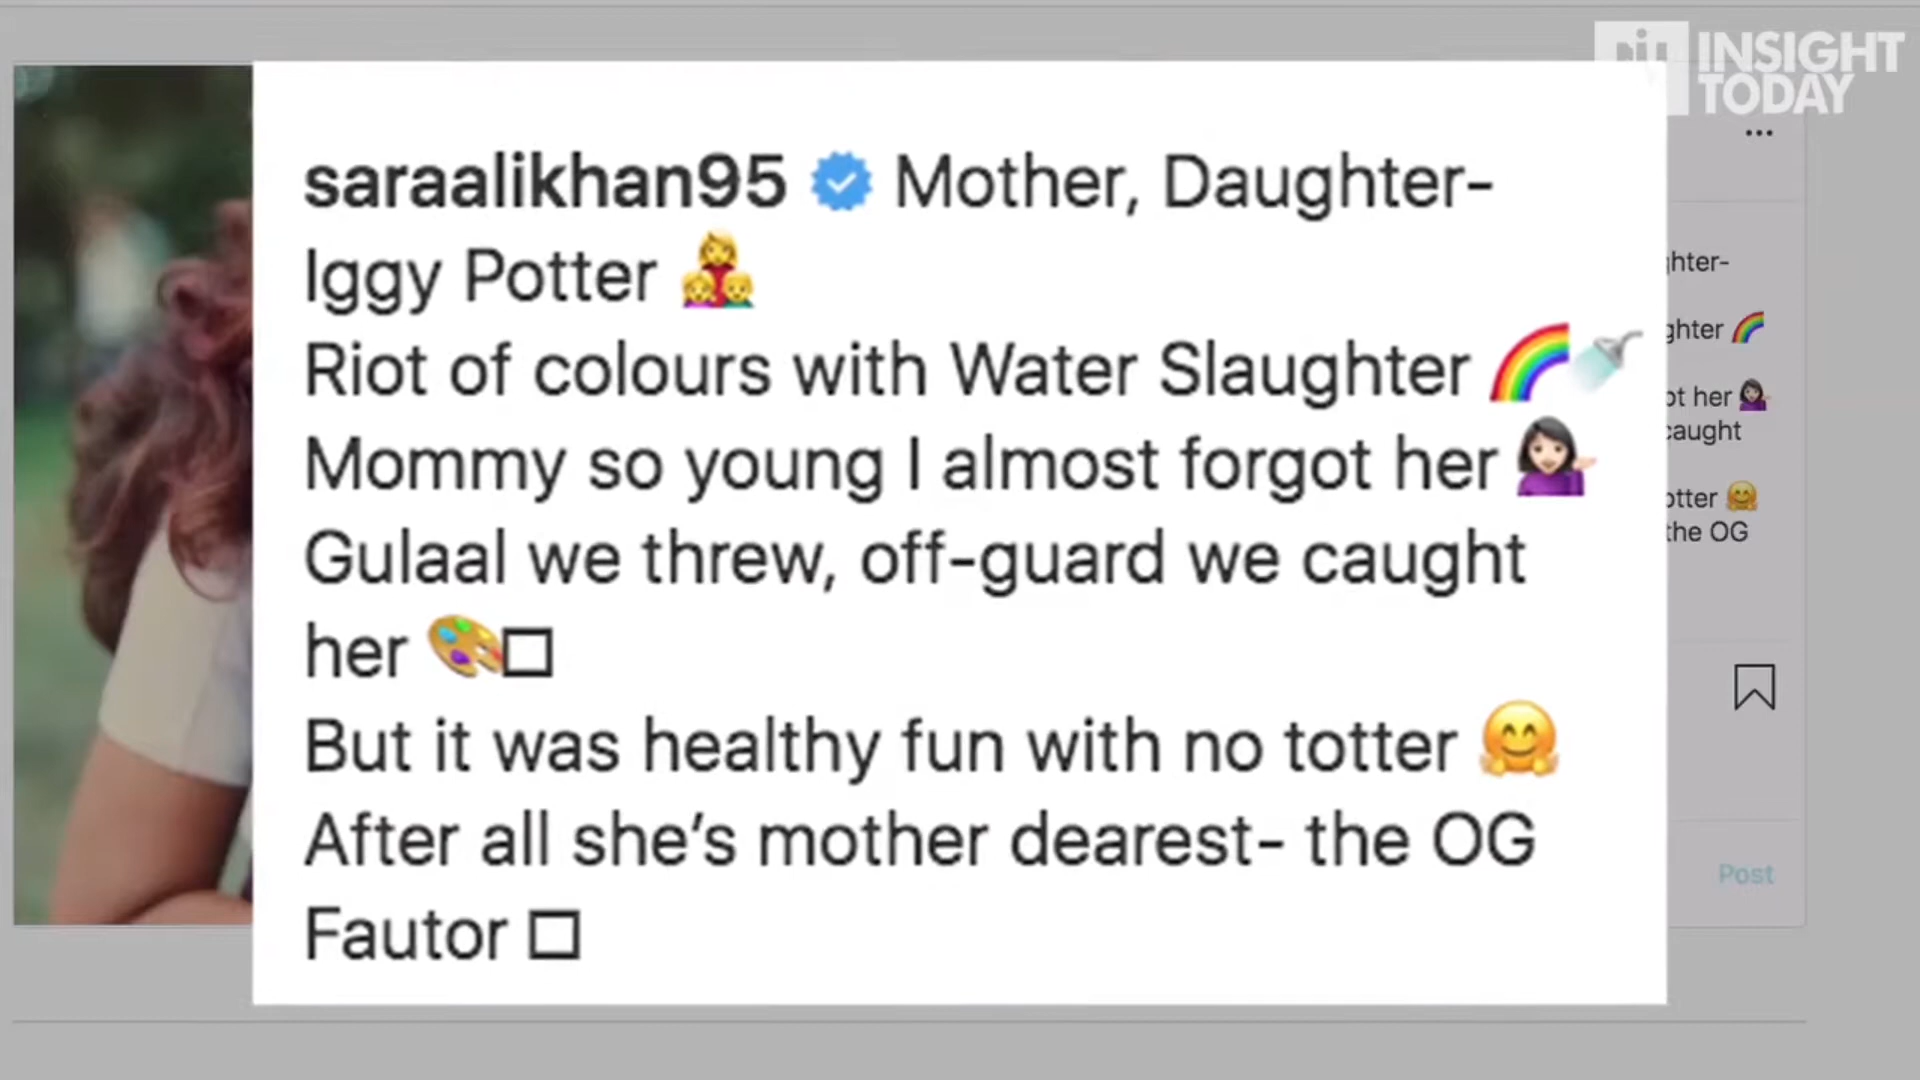 INSIGHT
TODAY
saraalikhan95 Mother, Daughter-
Iggy Potter 👩‍👧‍👦
Riot of colours with Water Slaughter 🌈🚿
Mommy so young I almost forgot her 💁🏻‍♀️
Gulaal we threw, off-guard we caught
her 🎨□
But it was healthy fun with no totter 🤗
After all she’s mother dearest- the OG
Fautor □
ghter-
ghter 🌈
ot her 💁🏻‍♀️
caught
otter 🤗
the OG
Post